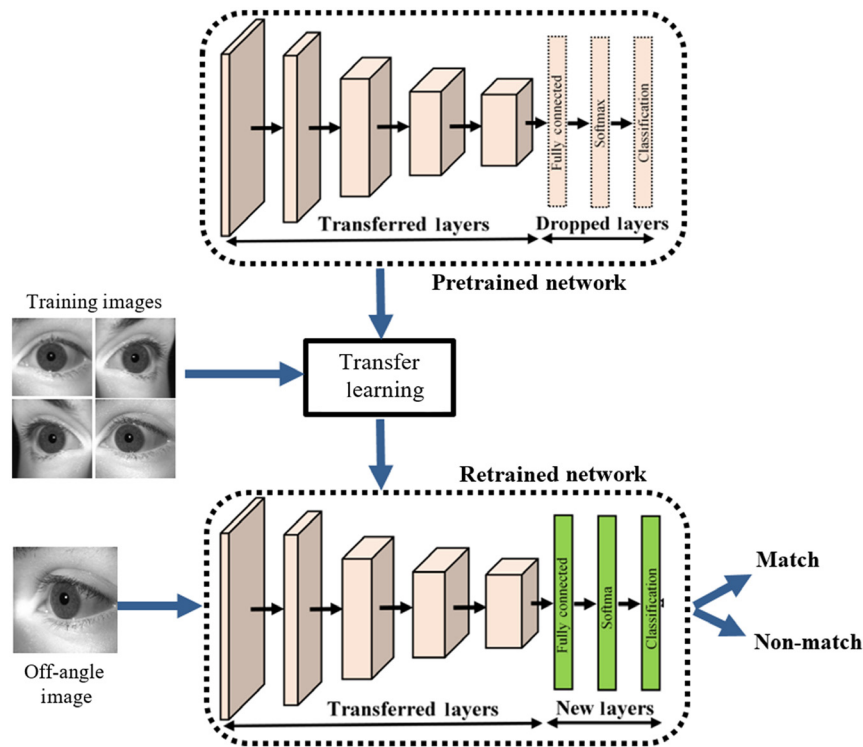 Fully connected
Softmax
Classification
Transferred layers
Dropped layers
Pretrained network
Training images
Transfer
learning
Retrained network
Fully connected
Softma
Classification
Match
Non-match
Off-angle
image
Transferred layers
New layers